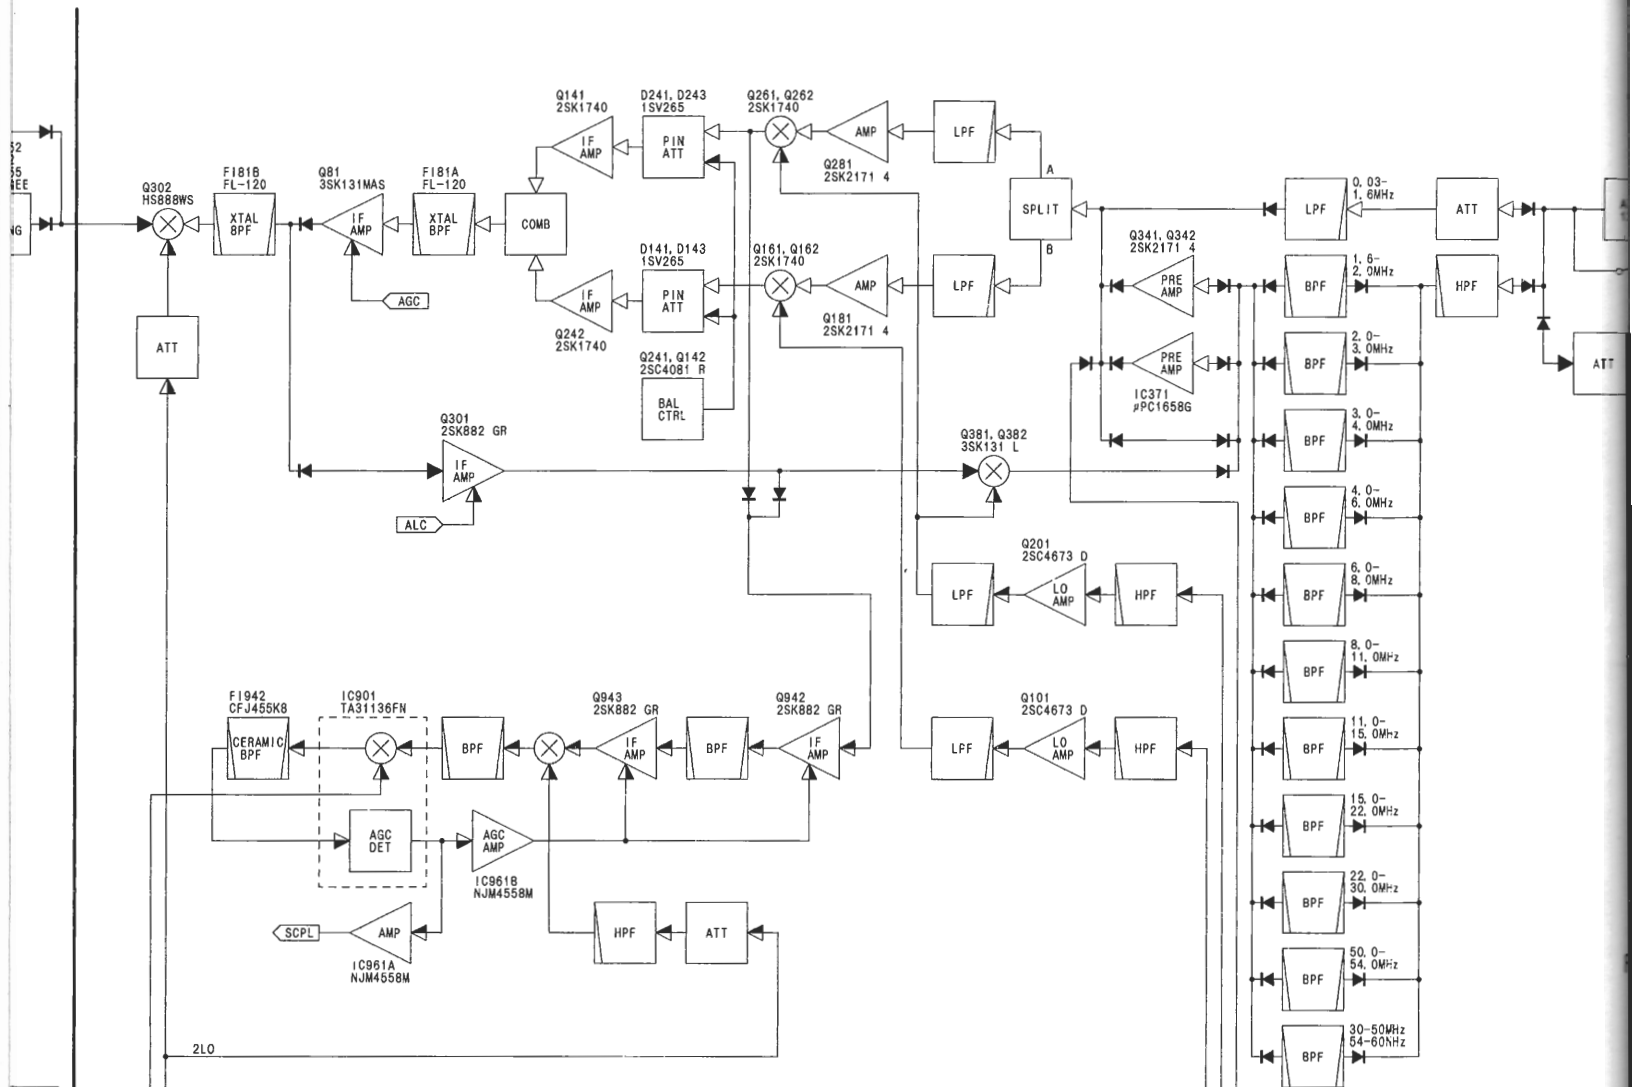 Q141
2SK1740
D241, D243
1SV265
Q261, Q262
2SK1740
IF
AMP
PIN
ATT
AMP
LPF
Q281
2SK2171 4
A
FI81B
FL-120
Q81
3SK131MAS
FI81A
FL-120
Q302
HS888WS
XTAL
BPF
IF
AMP
XTAL
BPF
COMB
SPLIT
B
0.03-
1.6MHz
LPF
ATT
NG
AGC
D141, D143
1SV265
Q161, Q162
2SK1740
IF
AMP
PIN
ATT
AMP
LPF
Q242
2SK1740
Q181
2SK2171 4
Q341, Q342
2SK2171 4
PRE
AMP
1.6-
2.0MHz
BPF
HPF
ATT
Q241, Q142
2SC4081 R
BAL
CTRL
PRE
AMP
IC371
μPC1658G
2.0-
3.0MHz
BPF
ATT
Q301
2SK882 GR
IF
AMP
ALC
Q381, Q382
3SK131 L
3.0-
4.0MHz
BPF
4.0-
6.0MHz
BPF
Q201
2SC4673 D
LPF
LO
AMP
HPF
6.0-
8.0MHz
BPF
8.0-
11.0MHz
BPF
FI942
CFJ455K8
IC901
TA31136FN
Q943
2SK882 GR
Q942
2SK882 GR
Q101
2SC4673 D
CERAMIC
BPF
BPF
IF
AMP
BPF
IF
AMP
LPF
LO
AMP
HPF
11.0-
15.0MHz
BPF
AGC
DET
AGC
AMP
IC961B
NJM4558M
15.0-
22.0MHz
BPF
SCPL
AMP
IC961A
NJM4558M
HPF
ATT
22.0-
30.0MHz
BPF
50.0-
54.0MHz
BPF
2LO
30-50MHz
54-60MHz
BPF